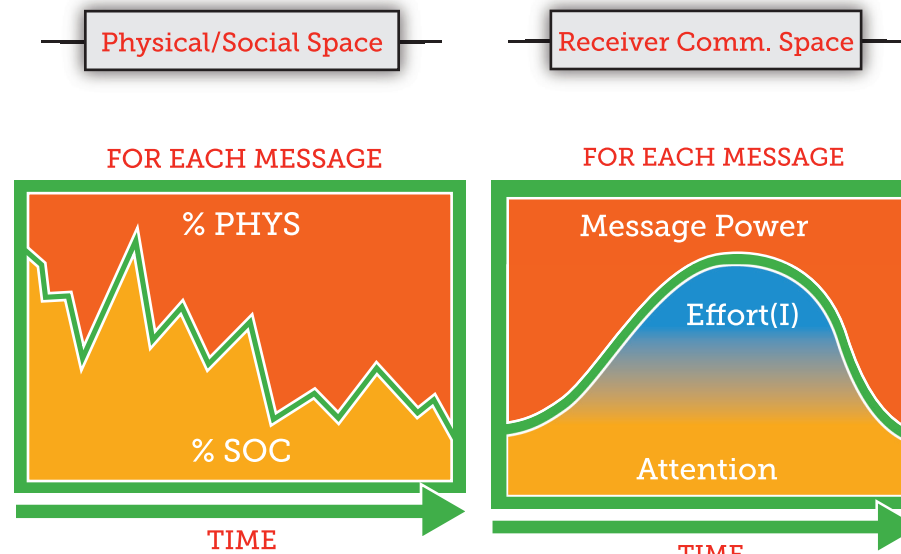 Physical/Social Space
Receiver Comm. Space
FOR EACH MESSAGE
FOR EACH MESSAGE
% PHYS
Message Power
Effort(I)
% SOC
Attention
TIME
TIME